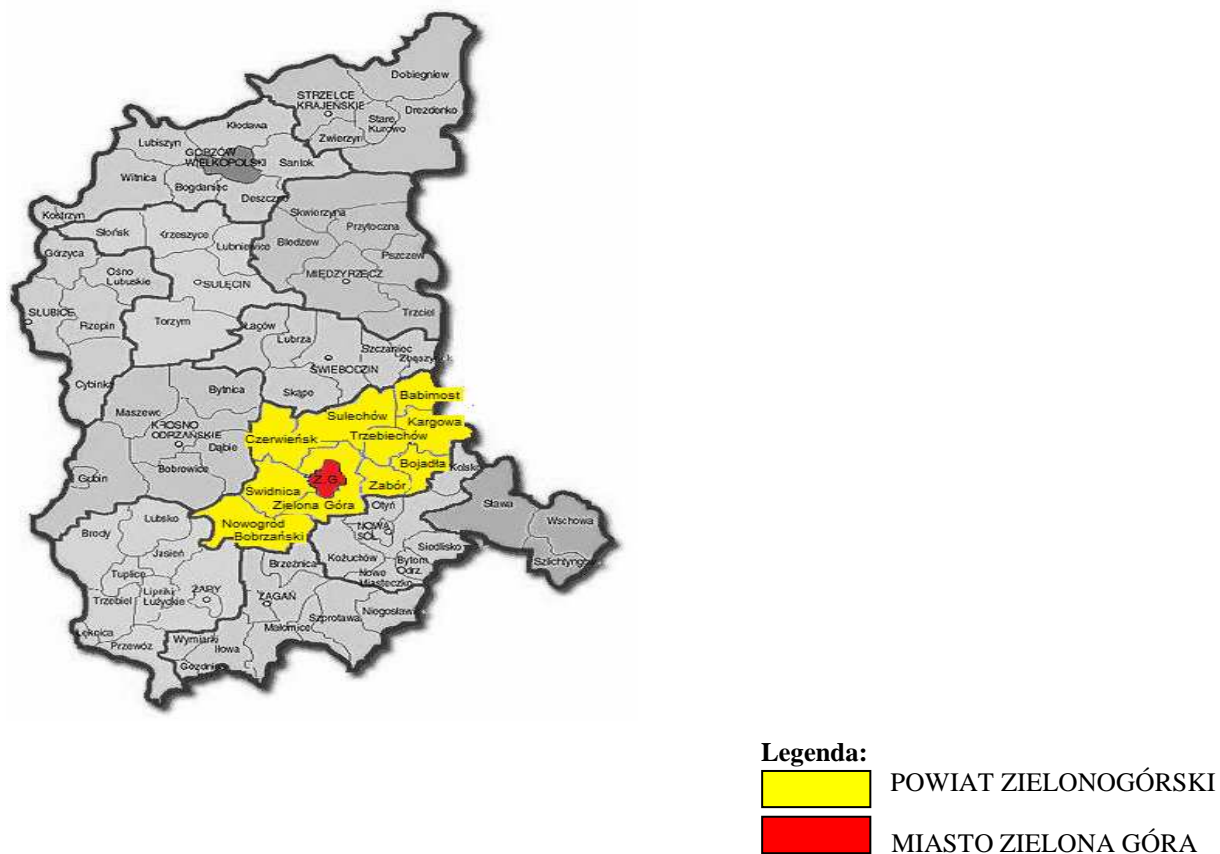 Dobiegniew
STRZELCE
KRAJEŃSKIE
Drezdenko
Stare
Kurowo
Kłodawa
Zwierzyn
Lubiszyn
GORZÓW
WIELKOPOLSKI
Santok
Witnica
Bogdaniec
Deszczno
Kostrzyn
Skwierzyna
Przytoczna
Słońsk
Krzeszyce
Lubniewice
Bledzew
Pszczew
Górzyca
Ośno
Lubuskie
SULĘCIN
MIĘDZYRZECZ
SŁUBICE
Rzepin
Torzym
Trzciel
Łagów
Lubrza
Szczaniec
Zbąszynek
ŚWIEBODZIN
Cybinka
Bytnica
Skąpe
Babimost
Maszewo
Sulechów
Kargowa
KROSNO
ODRZAŃSKIE
Czerwieńsk
Trzebiechów
Dąbie
Bobrowice
Bojadła
Kolsko
Gubin
Z.G.
Zabór
Świdnica
Zielona Góra
Otyń
Sława
Lubsko
Nowogród
Bobrzański
NOWA
SÓL
Wschowa
Brody
Jasień
Siedlisko
Brzeźnica
Kożuchów
Bytom
Odrz.
Szlichtyngowa
Tuplice
Nowe
Miasteczko
Trzebiel
Lipinki
Łużyckie
ŻARY
ŻAGAŃ
Niegosławice
Szprotawa
Małomice
Łęknica
Przewóz
Wymiarki
Iłowa
Gozdnica
Legenda:
POWIAT ZIELONOGÓRSKI
MIASTO ZIELONA GÓRA